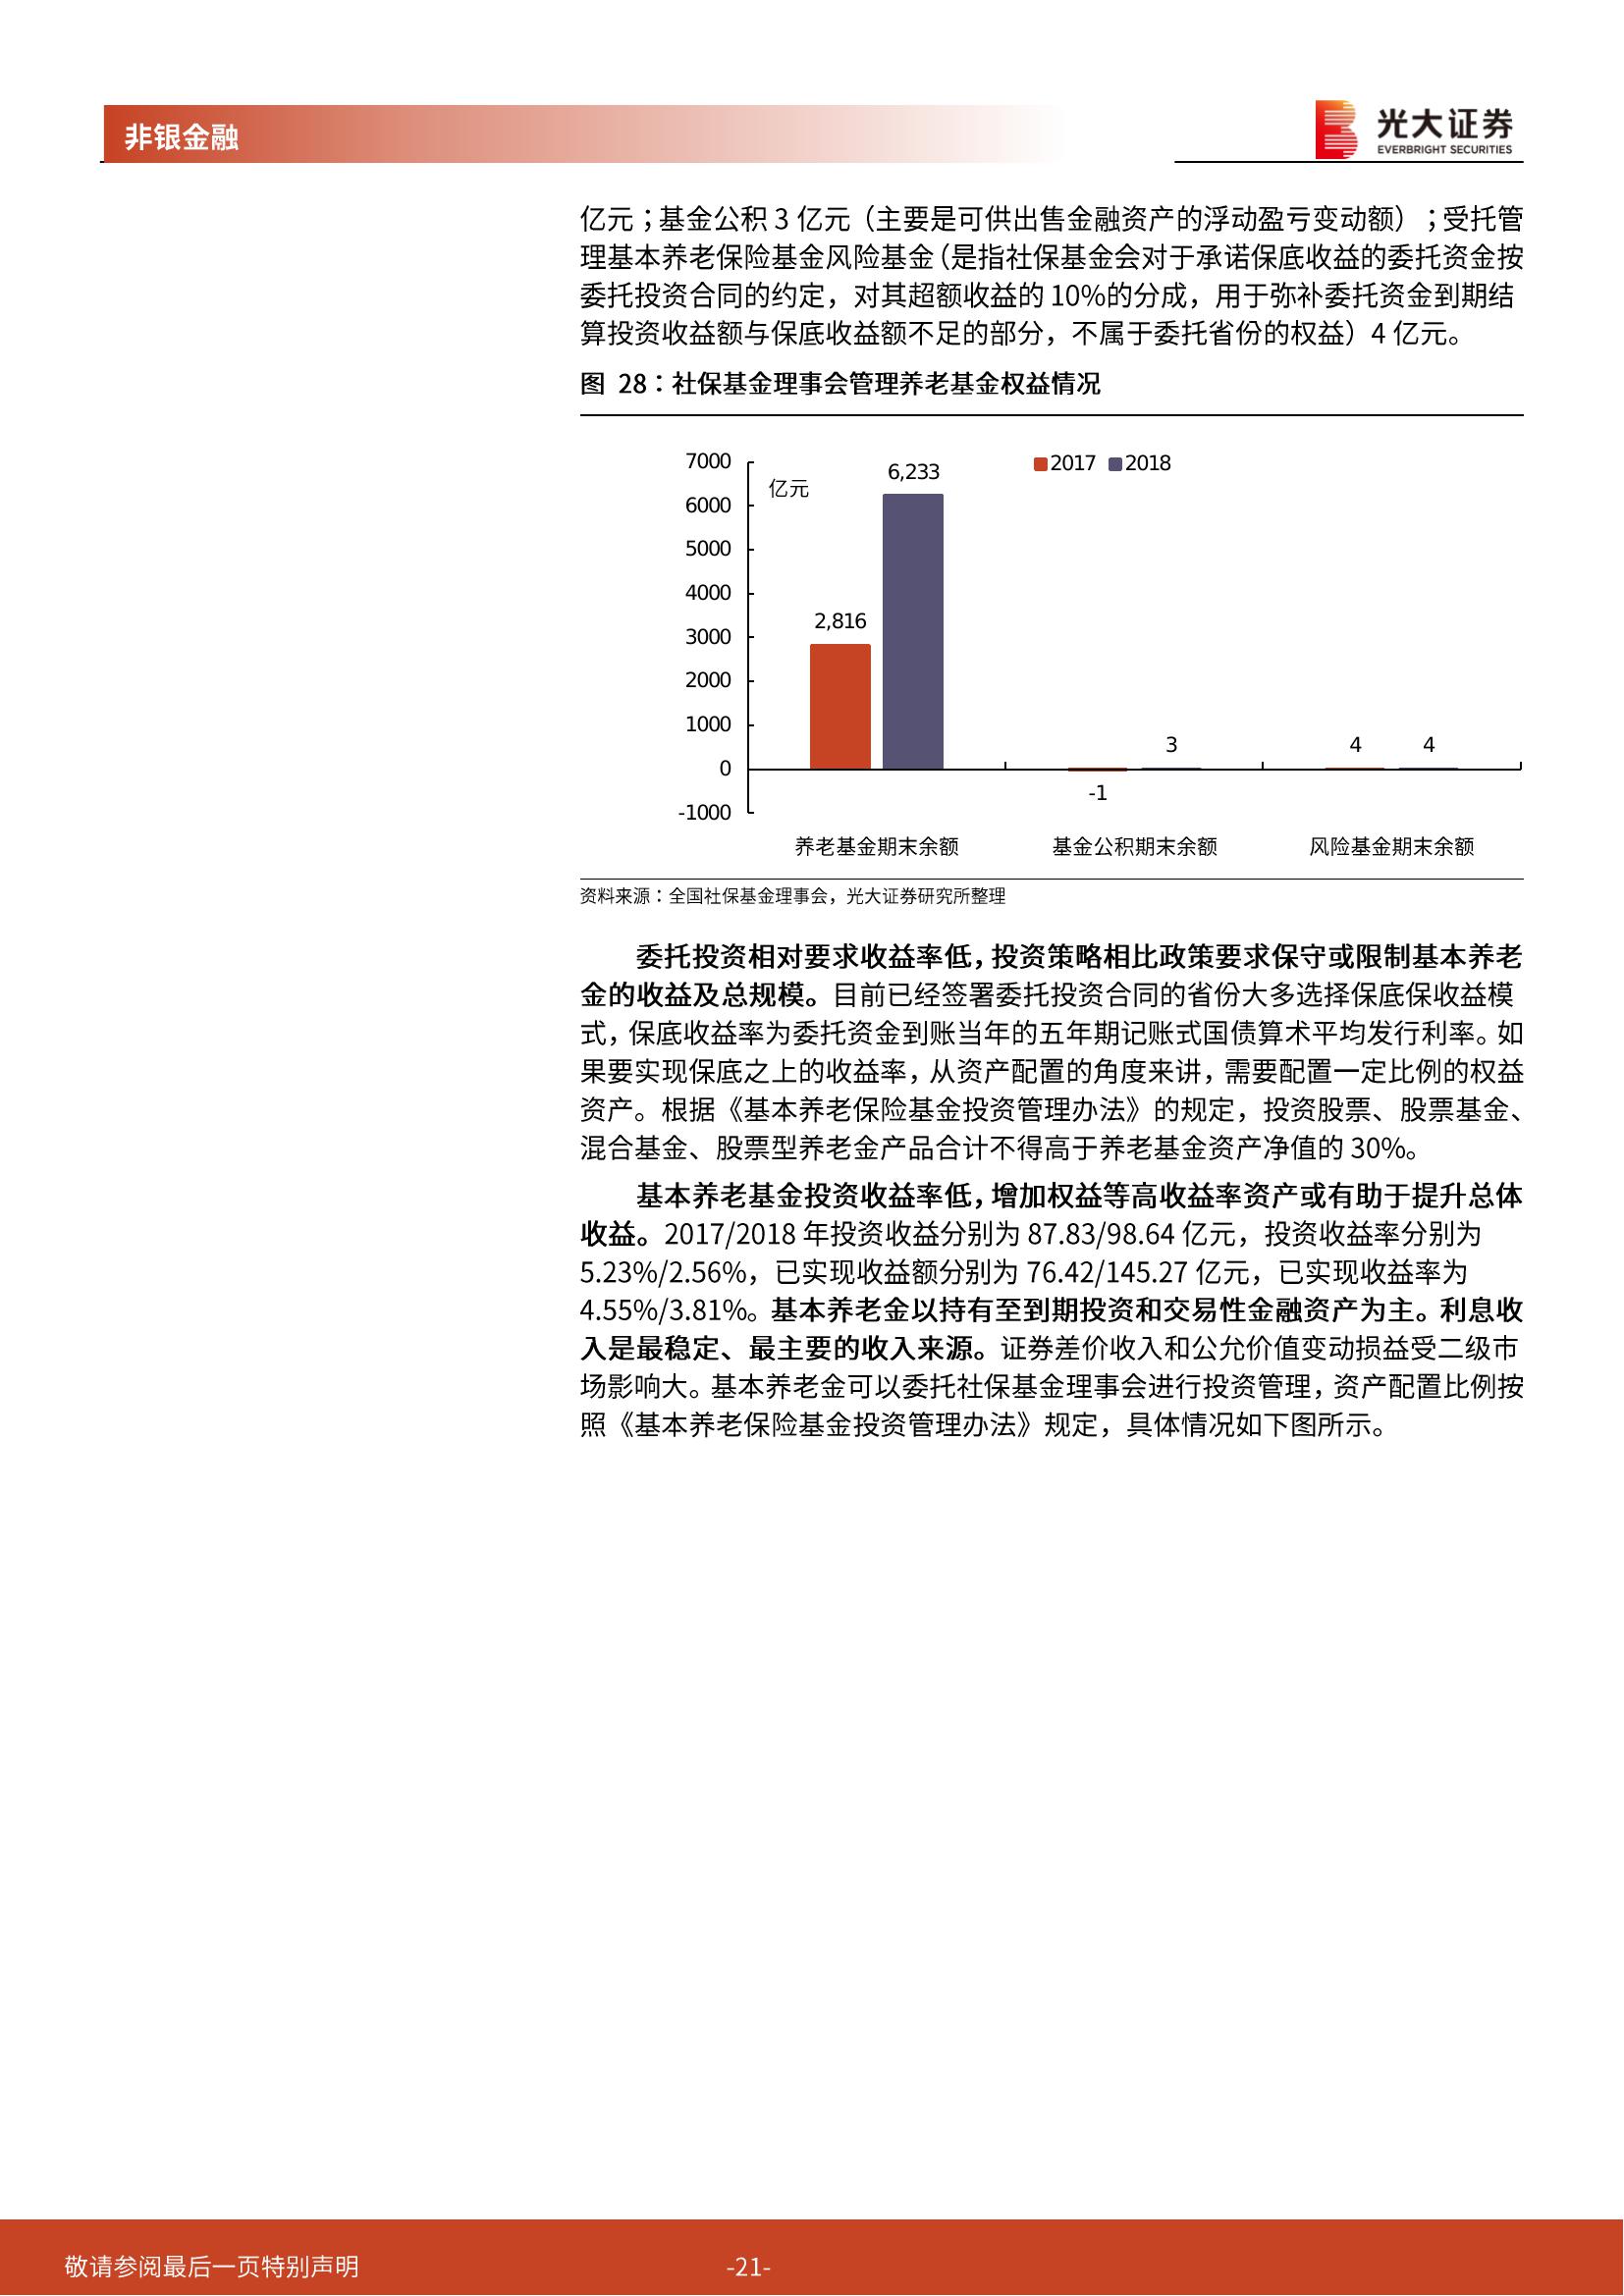 非银金融
光大证券
EVERBRIGHT SECURITIES
亿元；基金公积 3 亿元（主要是可供出售金融资产的浮动盈亏变动额）；受托管
理基本养老保险基金风险基金（是指社保基金会对于承诺保底收益的委托资金按
委托投资合同的约定，对其超额收益的 10%的分成，用于弥补委托资金到期结
算投资收益额与保底收益额不足的部分，不属于委托省份的权益）4 亿元。
图 28：社保基金理事会管理养老基金权益情况
亿元
2017 2018
7000
6000
5000
4000
3000
2000
1000
0
-1000
2,816
6,233
-1
3
4
4
养老基金期末余额
基金公积期末余额
风险基金期末余额
资料来源：全国社保基金理事会，光大证券研究所整理
委托投资相对要求收益率低，投资策略相比政策要求保守或限制基本养老
金的收益及总规模。目前已经签署委托投资合同的省份大多选择保底保收益模
式，保底收益率为委托资金到账当年的五年期记账式国债算术平均发行利率。如
果要实现保底之上的收益率，从资产配置的角度来讲，需要配置一定比例的权益
资产。根据《基本养老保险基金投资管理办法》的规定，投资股票、股票基金、
混合基金、股票型养老金产品合计不得高于养老基金资产净值的 30%。
基本养老基金投资收益率低，增加权益等高收益率资产或有助于提升总体
收益。2017/2018 年投资收益分别为 87.83/98.64 亿元，投资收益率分别为
5.23%/2.56%，已实现收益额分别为 76.42/145.27 亿元，已实现收益率为
4.55%/3.81%。基本养老金以持有至到期投资和交易性金融资产为主。利息收
入是最稳定、最主要的收入来源。证券差价收入和公允价值变动损益受二级市
场影响大。基本养老金可以委托社保基金理事会进行投资管理，资产配置比例按
照《基本养老保险基金投资管理办法》规定，具体情况如下图所示。
敬请参阅最后一页特别声明
-21-